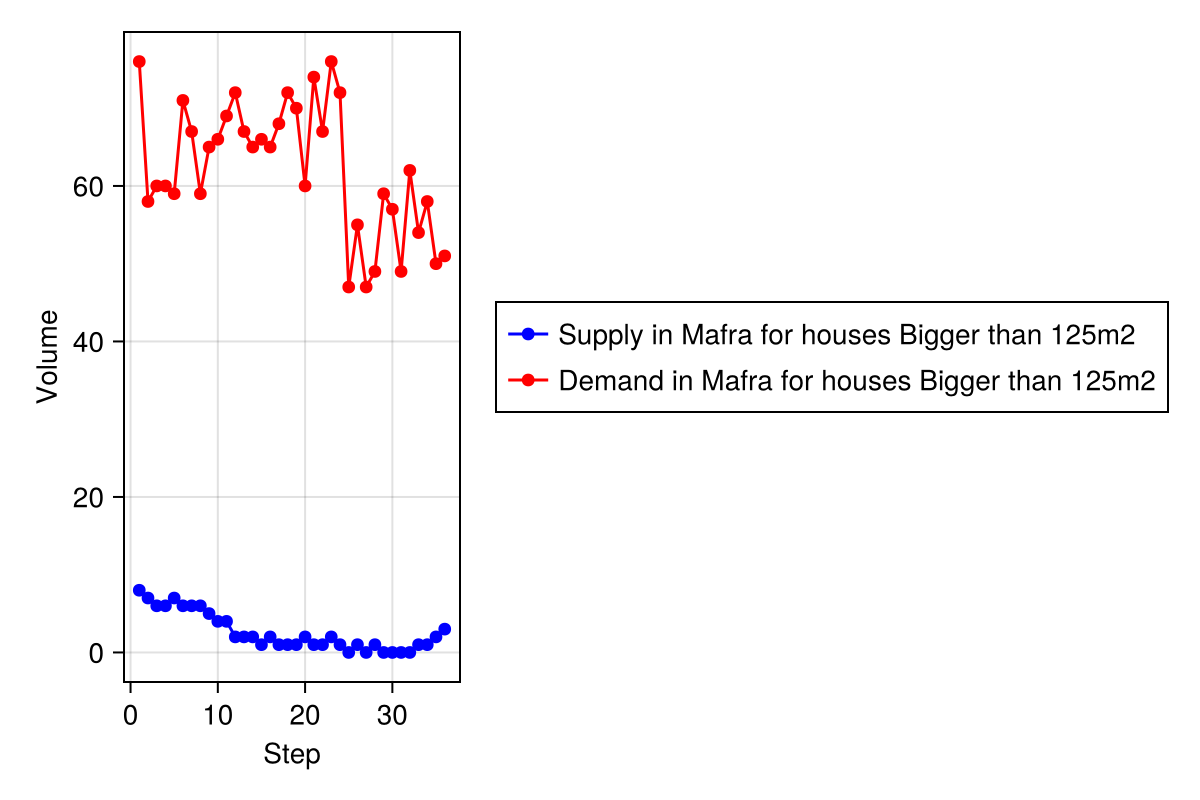 Volume
60
40
20
0
0 10 20 30
Step
Supply in Mafra for houses Bigger than 125m2
Demand in Mafra for houses Bigger than 125m2